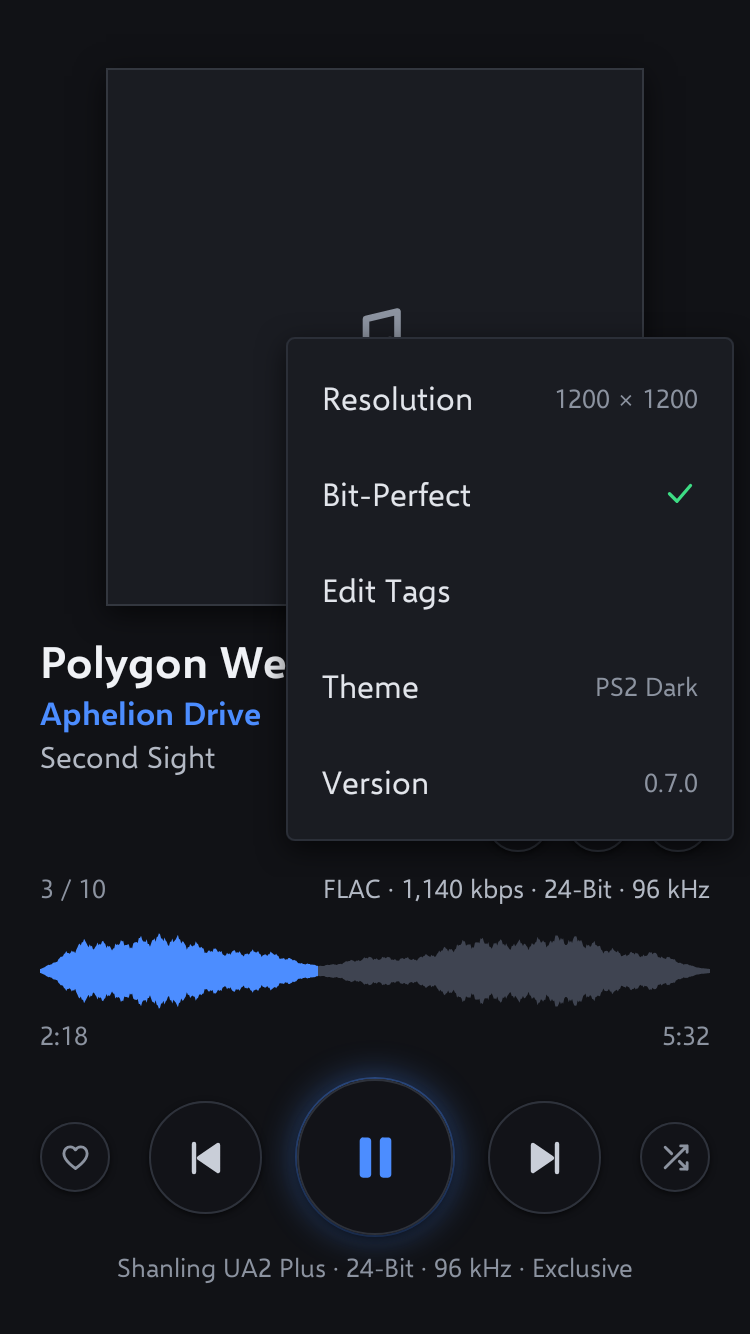 Resolution 1200 × 1200
Bit-Perfect
Edit Tags
Polygon
Theme PS2 Dark
Aphelion Drive
Second Sight
Version 0.7.0
3 / 10 FLAC · 1,140 kbps · 24-Bit · 96 kHz
2:18 5:32
Shanling UA2 Plus · 24-Bit · 96 kHz · Exclusive